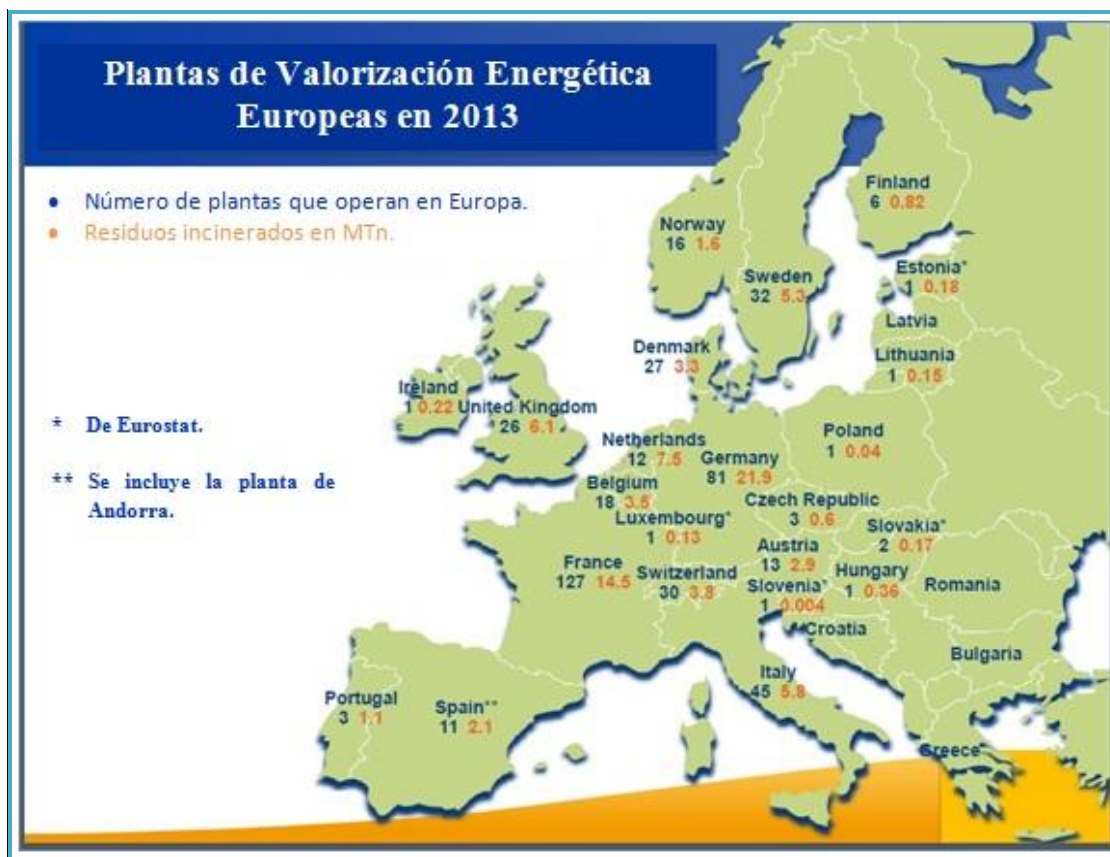 Plantas de Valorización Energética
Europeas en 2013
• Número de plantas que operan en Europa.
• Residuos incinerados en MTn.
* De Eurostat.
** Se incluye la planta de
Andorra.
Finland
6 0.82
Norway
16 1.6
Sweden
32 5.3
Estonia*
1 0.18
Latvia
Lithuania
1 0.15
Denmark
27 3.3
Ireland
1 0.22
United Kingdom
26 6.1
Netherlands
12 7.5
Germany
81 21.9
Poland
1 0.04
Belgium
18 3.5
Luxembourg*
1 0.13
Czech Republic
3 0.6
Slovakia*
2 0.17
France
127 14.5
Switzerland
30 3.8
Austria
13 2.9
Slovenia*
1 0.004
Hungary
1 0.36
Romania
Croatia
Bulgaria
Italy
45 5.8
Portugal
3 1.1
Spain**
11 2.1
Greece